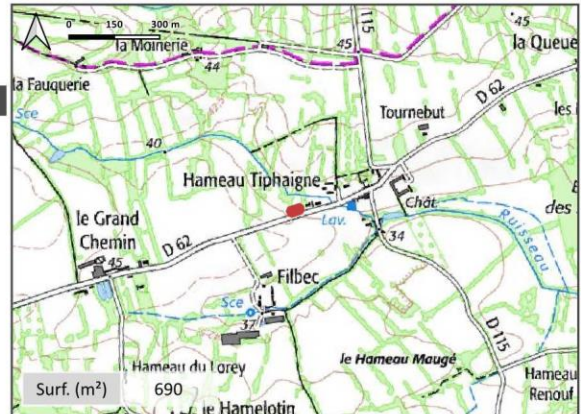 0 150 300 m
la Moinerie
44
45
D 115
45
la Queue
la Fauquerie
Sce
Tournebut
D 62
les
40
Hameau Tiphaigne
Chât.
des
Lav.
le Grand
Chemin
D 62
45
34
Ruisseau
Filbec
Sce
37
D 115
Hameau du Lorey
le Hameau Maugé
Hameau
Renouf
Surf. (m²) 690
Hamelotin